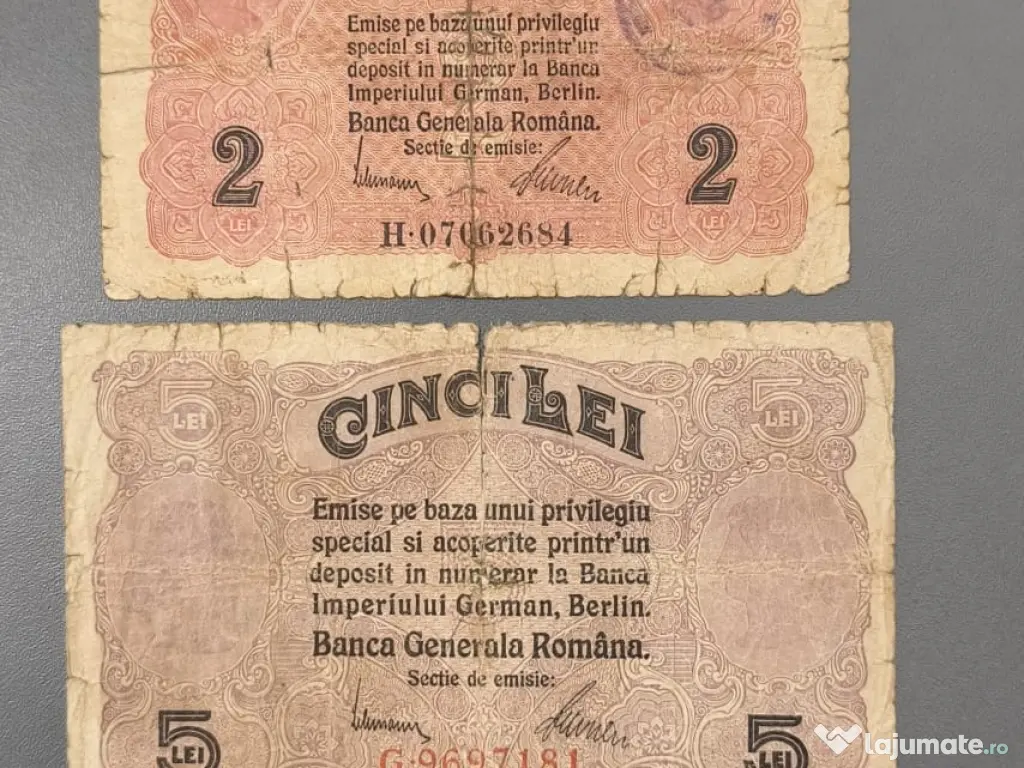 Emise pe baza unui privilegiu
special si acoperite printr'un
deposit in numerar la Banca
Imperiului German, Berlin.
Banca Generala Română.
Sectie de emisie:
2
2
LEI
LEI
H·07062684
5
LEI
CINCI LEI
5
LEI
Emise pe baza unui privilegiu
special si acoperite printr'un
deposit in numerar la Banca
Imperiului German, Berlin.
Banca Generala Româna.
Sectie de emisie:
5
LEI
G·9697181
5
LEI
lajumate.ro